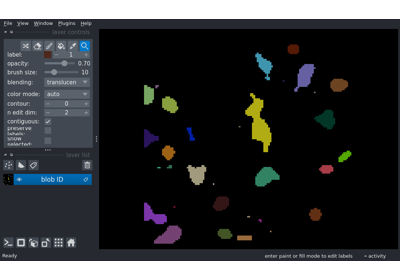 File View Window Plugins Help
layer controls
label: 1
opacity: 0.70
brush size: 10
blending: translucen
color mode: auto
contour: 0
n edit dim: 2
contiguous:
preserve
labels:
show
selected:
layer list
blob ID
Ready
enter paint or fill mode to edit labels
activity